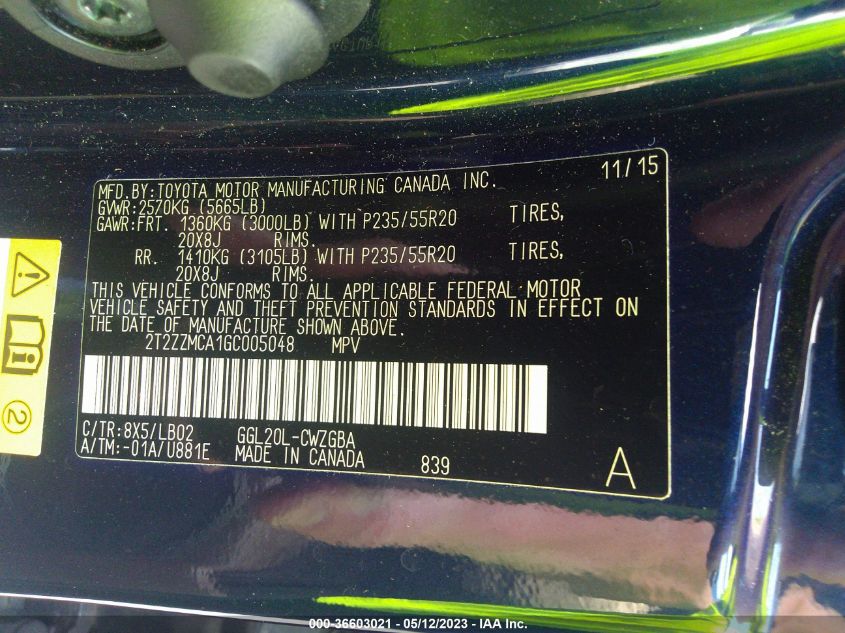 11/15
MFD.BY:TOYOTA MOTOR MANUFACTURING CANADA INC.
GVWR:2570KG (5665LB)
GAWR:FRT. 1360KG (3000LB) WITH P235/55R20 TIRES,
20X8J RIMS.
RR. 1410KG (3105LB) WITH P235/55R20 TIRES,
20X8J RIMS.
THIS VEHICLE CONFORMS TO ALL APPLICABLE FEDERAL MOTOR
VEHICLE SAFETY AND THEFT PREVENTION STANDARDS IN EFFECT ON
THE DATE OF MANUFACTURE SHOWN ABOVE.
2T2ZZMCA1GC005048 MPV
C/TR:8X5/LB02 GGL20L-CWZGBA
A/TM:-01A/U881E MADE IN CANADA 839 A
2
000-36603021 - 05/12/2023 - IAA Inc.